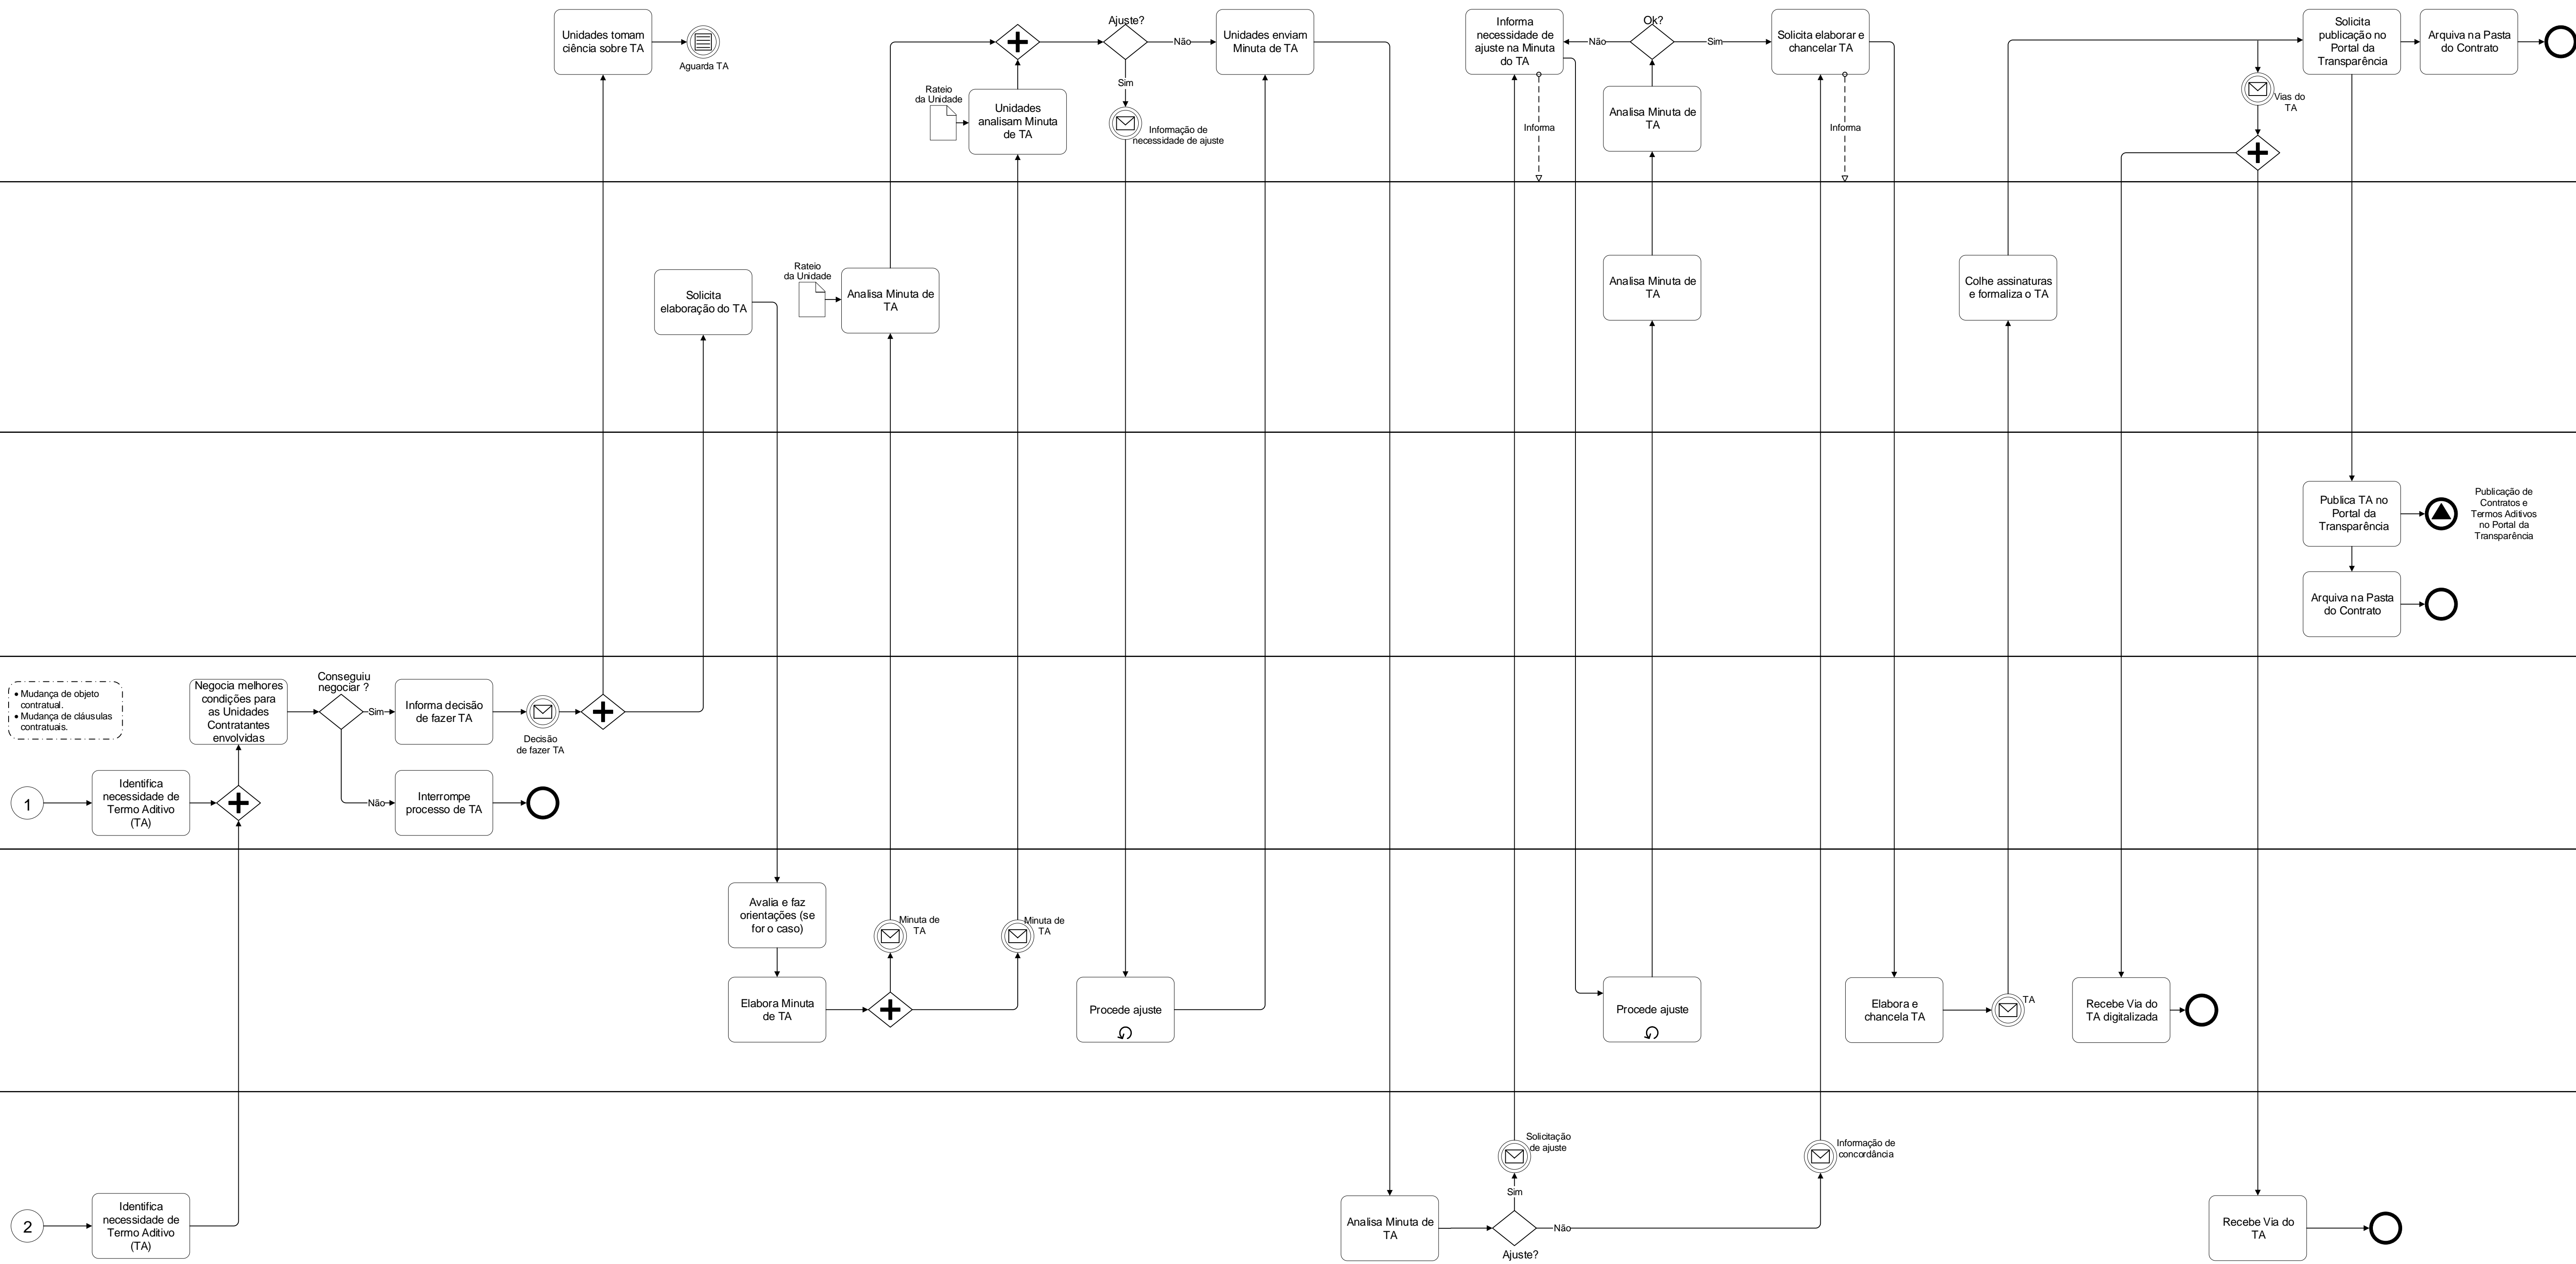 Unidades tomam
ciência sobre TA
Aguarda TA
Rateio
da Unidade
Unidades
analisam Minuta
de TA
Ajuste?
Não
Sim
Informação de
necessidade de ajuste
Unidades enviam
Minuta de TA
Informa
necessidade de
ajuste na Minuta
do TA
Informa
Ok?
Não
Sim
Analisa Minuta de
TA
Solicita elaborar e
chancelar TA
Informa
Vias do
TA
Solicita
publicação no
Portal da
Transparência
Arquiva na Pasta
do Contrato
Solicita
elaboração do TA
Rateio
da Unidade
Analisa Minuta de
TA
Analisa Minuta de
TA
Colhe assinaturas
e formaliza o TA
Publica TA no
Portal da
Transparência
Publicação de
Contratos e
Termos Aditivos
no Portal da
Transparência
Arquiva na Pasta
do Contrato
• Mudança de objeto
contratual.
• Mudança de cláusulas
contratuais.
Negocia melhores
condições para
as Unidades
Contratantes
envolvidas
Conseguiu
negociar ?
Sim
Informa decisão
de fazer TA
Decisão
de fazer TA
1
Identifica
necessidade de
Termo Aditivo
(TA)
Não
Interrompe
processo de TA
Avalia e faz
orientações (se
for o caso)
Minuta de
TA
Minuta de
TA
Elabora Minuta
de TA
Procede ajuste
Procede ajuste
Elabora e
chancela TA
TA
Recebe Via do
TA digitalizada
Solicitação
de ajuste
Informação de
concordância
2
Identifica
necessidade de
Termo Aditivo
(TA)
Analisa Minuta de
TA
Sim
Não
Ajuste?
Recebe Via do
TA